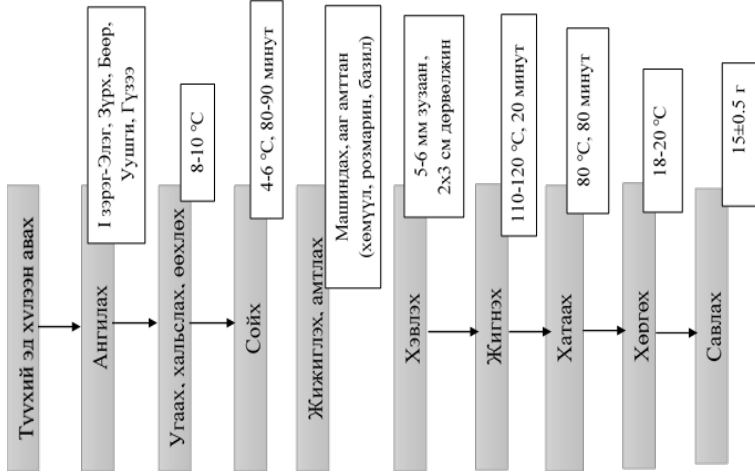 Түүхий эд хүлээн авах
Ангилах
I зэрэг-Элэг, Зүрх, Бөөр,
Уушги, Гүзээ
Угаах, хальслах, өөхлөх
8-10 °C
Сойх
4-6 °C, 80-90 минут
Жижиглэх, амтлах
Машиндах, ааг амттан
(хөмүүл, розмарин, базил)
Хэвлэх
5-6 мм зузаан,
2x3 см дөрвөлжин
Жигнэх
110-120 °C, 20 минут
Хатаах
80 °C, 80 минут
Хөргөх
18-20 °C
Савлах
15±0.5 г